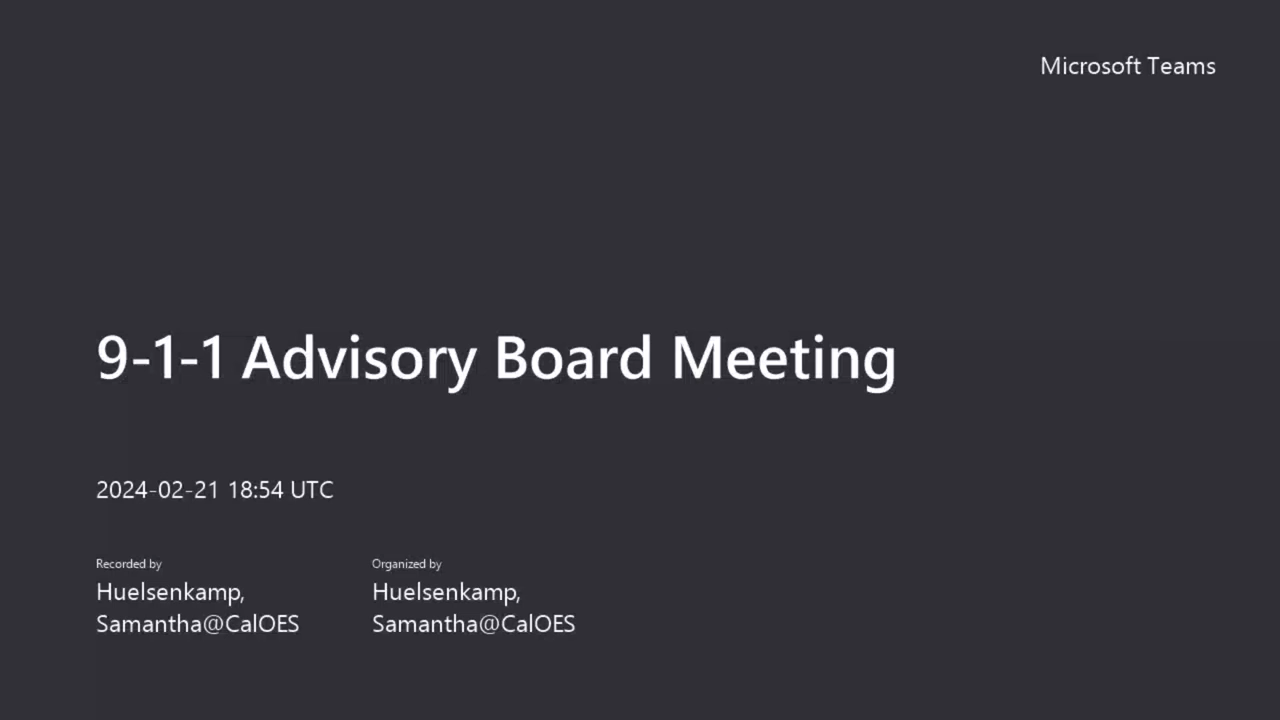 Microsoft Teams
9-1-1 Advisory Board Meeting
2024-02-21 18:54 UTC
Recorded by
Huelsenkamp,
Samantha@CalOES
Organized by
Huelsenkamp,
Samantha@CalOES